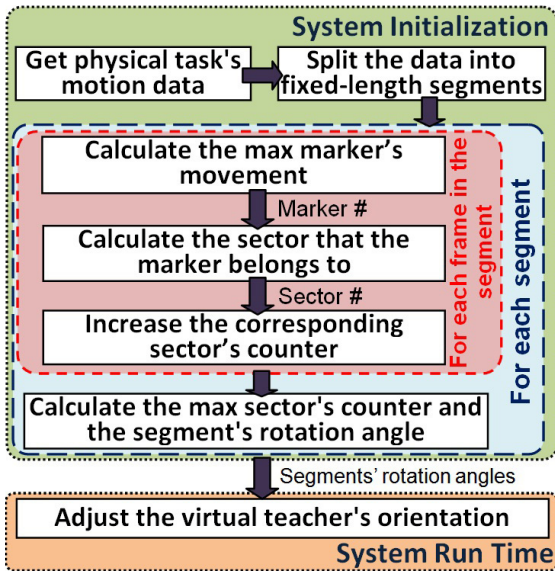 System Initialization
Get physical task's
motion data
Split the data into
fixed-length segments
Calculate the max marker's
movement
Marker #
Calculate the sector that the
marker belongs to
Sector #
Increase the corresponding
sector's counter
For each frame in the
segment
For each segment
Calculate the max sector's counter and
the segment's rotation angle
Segments' rotation angles
Adjust the virtual teacher's orientation
System Run Time